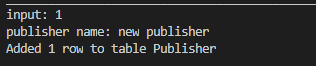 input: 1
publisher name: new publisher
Added 1 row to table Publisher